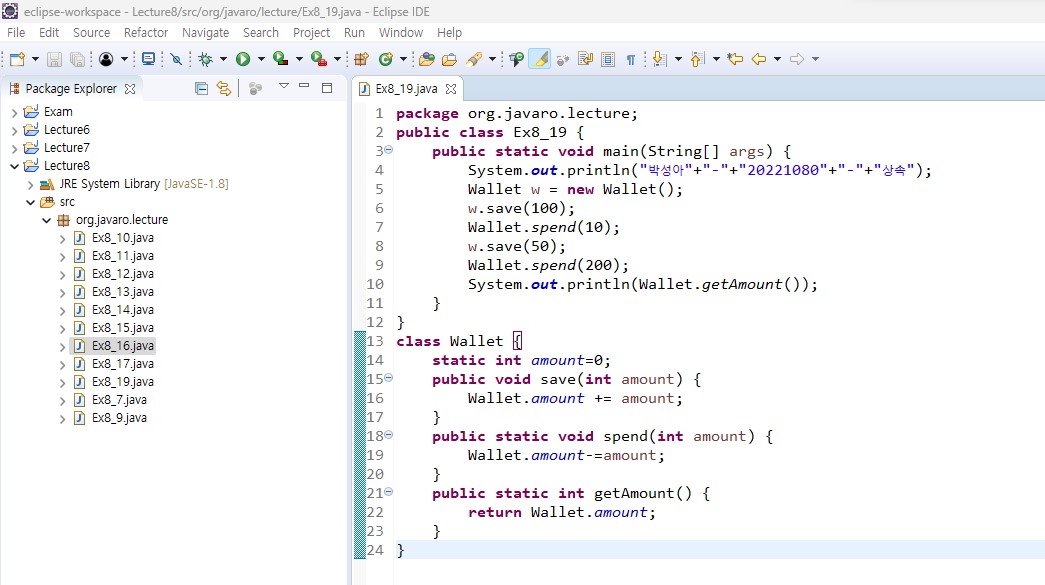 eclipse-workspace - Lecture8/src/org/javaro/lecture/Ex8_19.java - Eclipse IDE
File Edit Source Refactor Navigate Search Project Run Window Help
Package Explorer
Exam
Lecture6
Lecture7
Lecture8
JRE System Library [JavaSE-1.8]
src
org.javaro.lecture
Ex8_10.java
Ex8_11.java
Ex8_12.java
Ex8_13.java
Ex8_14.java
Ex8_15.java
Ex8_16.java
Ex8_17.java
Ex8_19.java
Ex8_7.java
Ex8_9.java
Ex8_19.java
1 package org.javaro.lecture;
2 public class Ex8_19 {
3 public static void main(String[] args) {
4 System.out.println("박성아"+"-"+"20221080"+"-"+"상속");
5 Wallet w = new Wallet();
6 w.save(100);
7 Wallet.spend(10);
8 w.save(50);
9 Wallet.spend(200);
10 System.out.println(Wallet.getAmount());
11 }
12 }
13 class Wallet {
14 static int amount=0;
15 public void save(int amount) {
16 Wallet.amount += amount;
17 }
18 public static void spend(int amount) {
19 Wallet.amount-=amount;
20 }
21 public static int getAmount() {
22 return Wallet.amount;
23 }
24 }